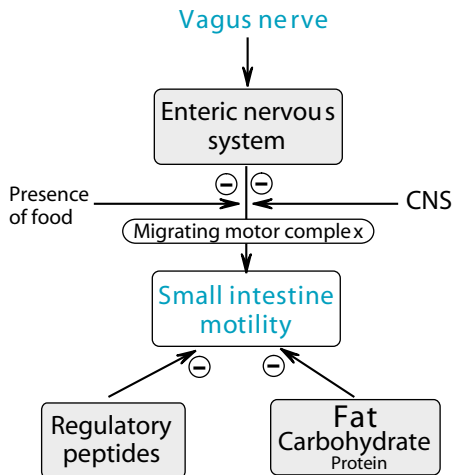 Vagus nerve
Enteric nervous
system
Presence
of food
CNS
Migrating motor complex
Small intestine
motility
Regulatory
peptides
Fat
Carbohydrate
Protein